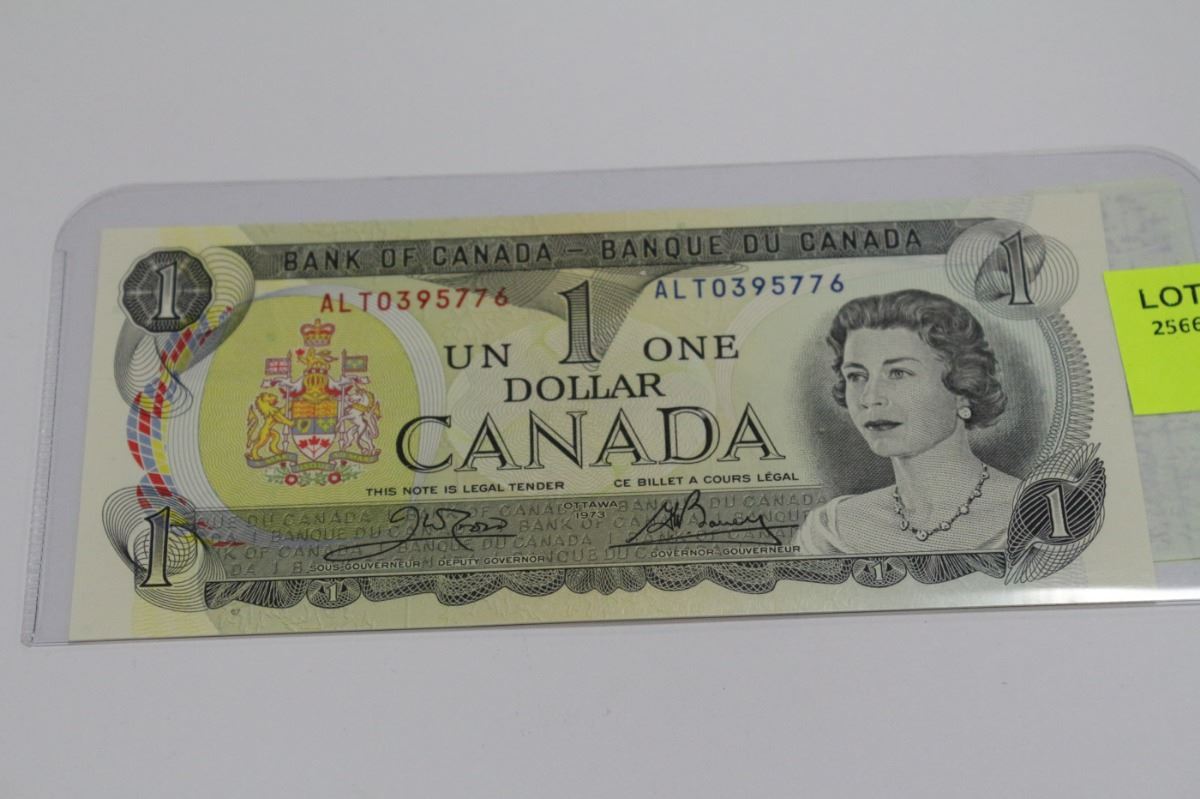 BANK OF CANADA – BANQUE DU CANADA
1
1
ALT0395776
ALT0395776
UN 1 ONE
DOLLAR
CANADA
THIS NOTE IS LEGAL TENDER
CE BILLET A COURS LÉGAL
OTTAWA
1973
SOUS-GOUVERNEUR DEPUTY GOVERNOR
GOVERNOR-GOUVERNEUR
1
1
1
1
LOT
2566